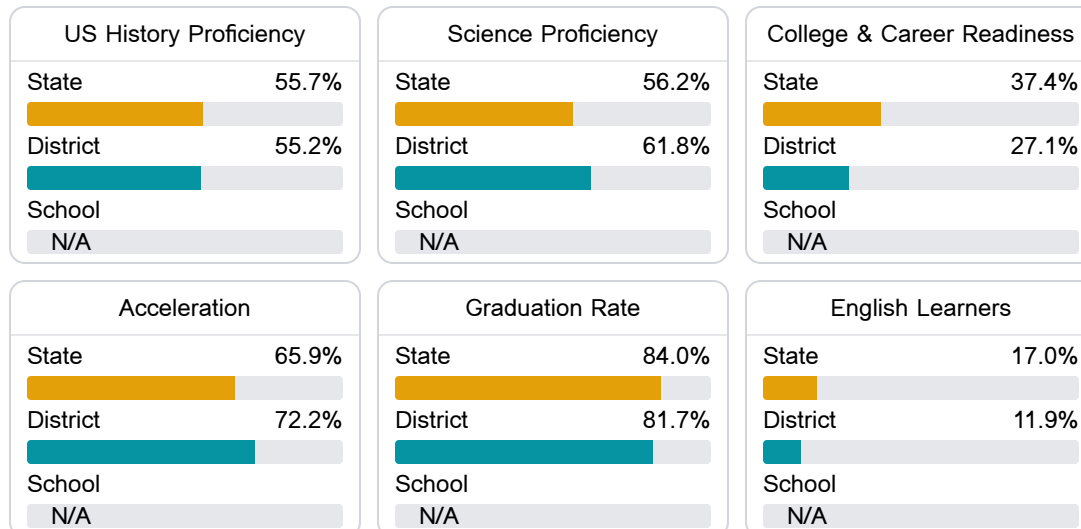 US History Proficiency
State 55.7%
District 55.2%
School
N/A
Science Proficiency
State 56.2%
District 61.8%
School
N/A
College & Career Readiness
State 37.4%
District 27.1%
School
N/A
Acceleration
State 65.9%
District 72.2%
School
N/A
Graduation Rate
State 84.0%
District 81.7%
School
N/A
English Learners
State 17.0%
District 11.9%
School
N/A